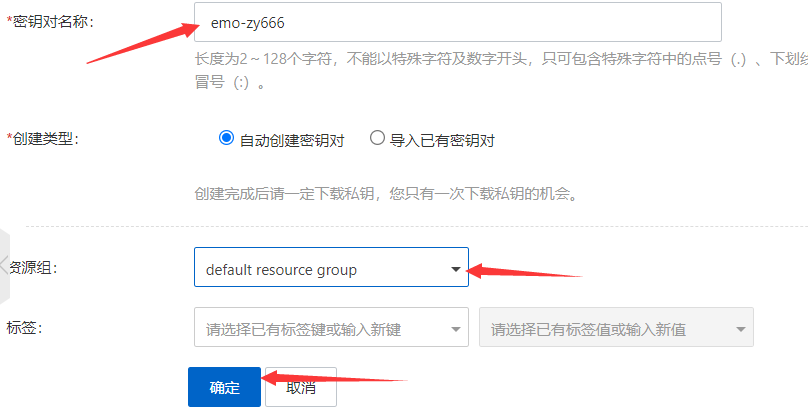 *密钥对名称：
emo-zy666
长度为2～128个字符，不能以特殊字符及数字开头，只可包含特殊字符中的点号（.）、下划线
冒号（:）。
*创建类型：
自动创建密钥对 导入已有密钥对
创建完成后请一定下载私钥，您只有一次下载私钥的机会。
资源组：
default resource group
标签：
请选择已有标签键或输入新键 请选择已有标签值或输入新值
确定 取消